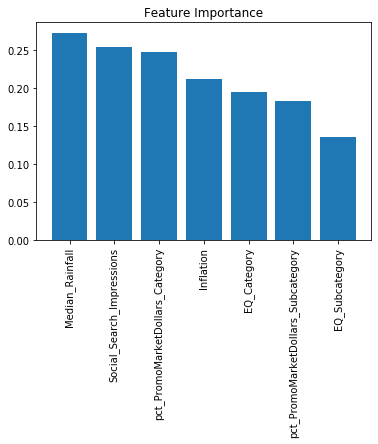 Feature Importance
0.25
0.20
0.15
0.10
0.05
0.00
Median_Rainfall
Social_Search_Impressions
pct_PromoMarketDollars_Category
Inflation
EQ_Category
pct_PromoMarketDollars_Subcategory
EQ_Subcategory